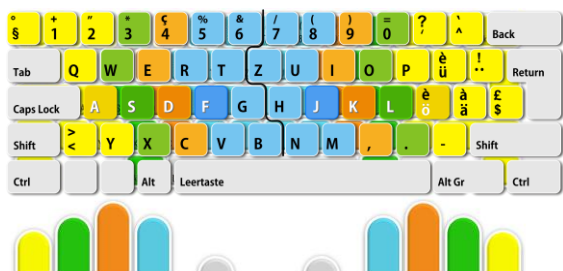 ° + " * ç % & / ( ) = ? `
§ 1 2 3 4 5 6 7 8 9 0 ' ^ Back
è !
Tab Q W E R T Z U I O P ü ¨ Return
è à £
Caps Lock A S D F G H J K L ö ä $
>
Shift < Y X C V B N M , . - Shift
Ctrl Alt Leertaste Alt Gr Ctrl